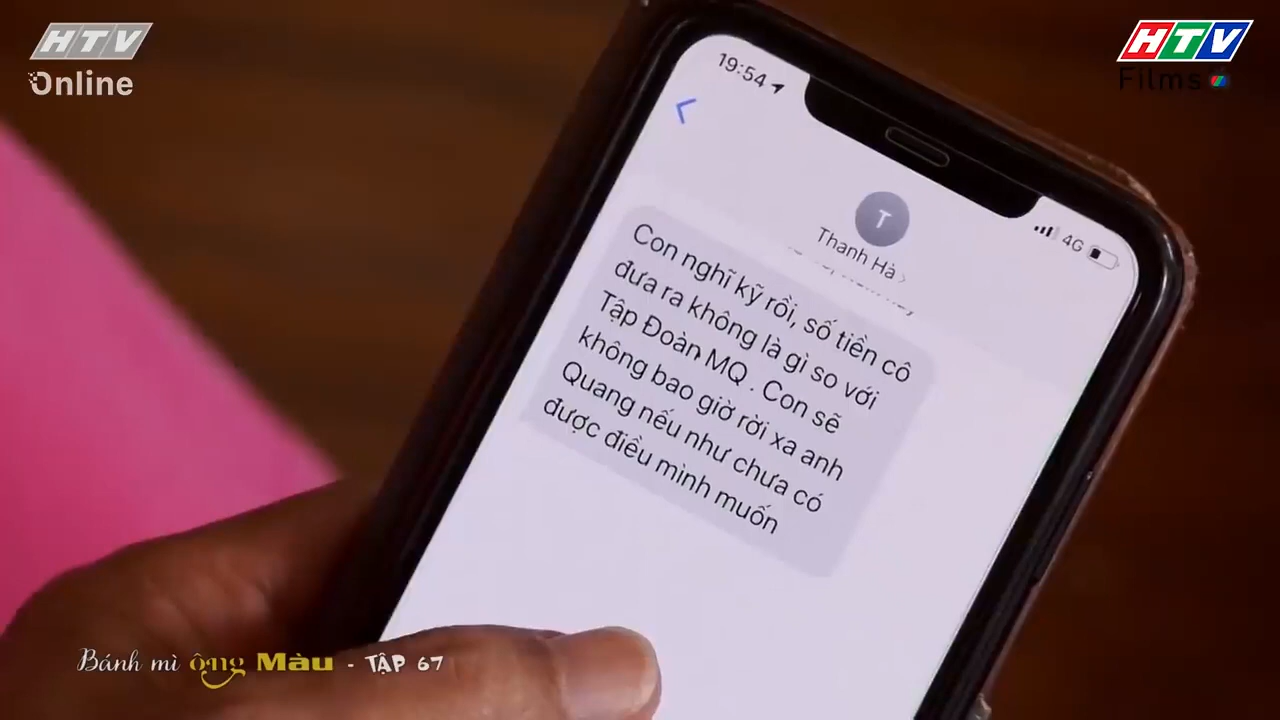 HTV
Online
HTV
Films
19:54
4G
T
Thanh Hà
Con nghĩ kỹ rồi, số tiền cô
đưa ra không là gì so với
Tập Đoàn MQ . Con sẽ
không bao giờ rời xa anh
Quang nếu như chưa có
được điều mình muốn
Bánh mì ông Màu - TẬP 67